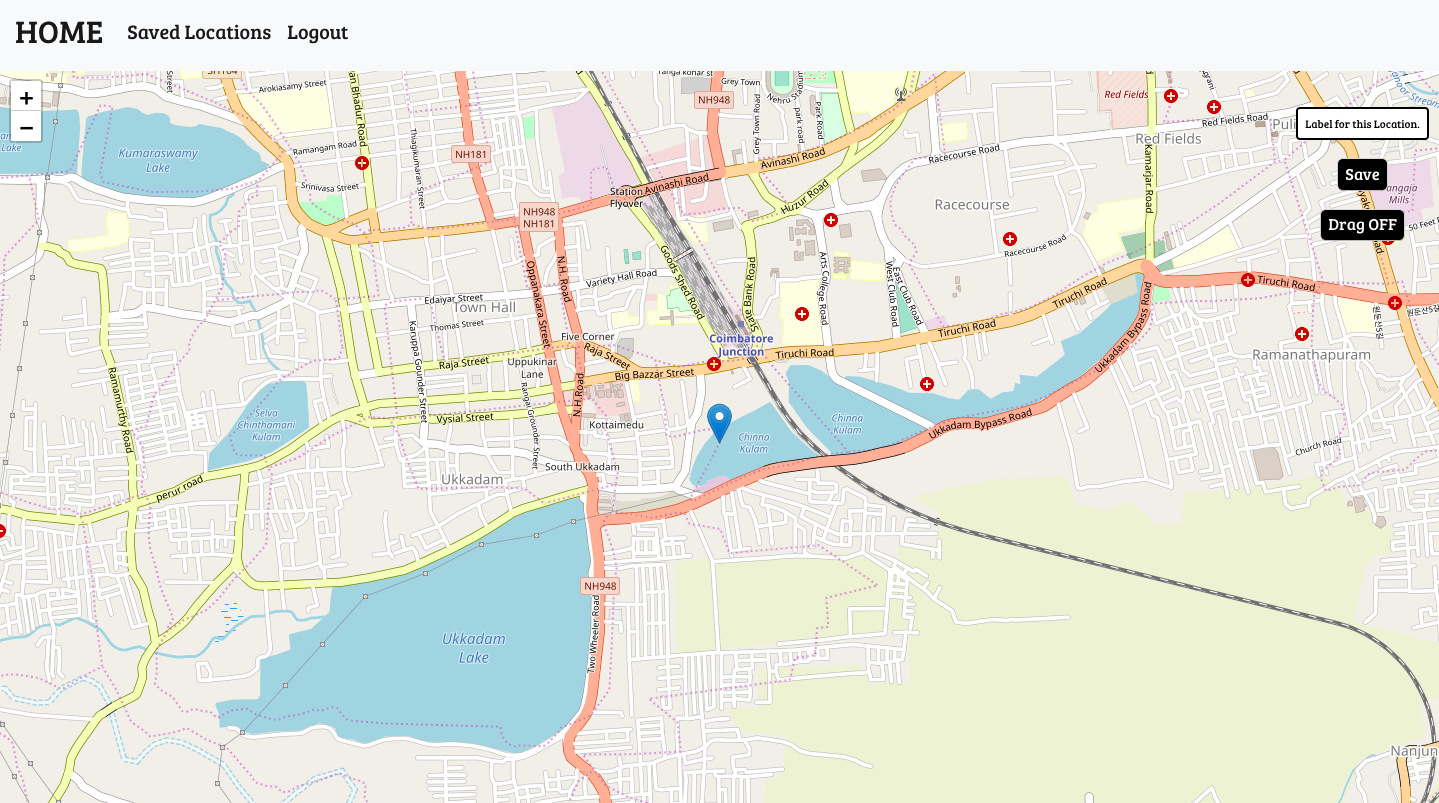 HOME
Saved Locations
Logout
+
−
Label for this Location.
Save
Drag OFF
Arokiasamy Street
Kumaraswamy
Lake
Ramangam Road
Srinivasa Street
Thagikumaran Street
NH181
NH948
Grey Town
Nehru
Grey Town Road
Park road
Park Road
Avinashi Road
Avinashi Road
Station
Flyover
Huzur Road
NH948
NH181
Racecourse
Racecourse Road
Racecourse Road
Red Fields
Red Fields
Red Fields Road
Kamarjar Road
Puli
Mills
50 Feet
Oppanakara Street
N.H. Road
Variety Hall Road
Goods Shed Road
State Bank Road
Arts College Road
West Club Road
East Club Road
Edaiyar Street
Town Hall
Thomas Street
Karuppa Gounder Street
Five Corner
Raja Street
Raja Street
Uppukinar
Lane
Big Bazzar Street
Coimbatore
Junction
Tiruchi Road
Tiruchi Road
Tiruchi Road
Tiruchi Road
Ukkadam Bypass Road
Ukkadam Bypass Road
Ramanathapuram
Church Road
Ramamurthy Road
Selva
Chinthamani
Kulam
Vysial Street
Rangai Grounder Street
N.H.Road
Kottaimedu
Chinna
Kulam
Chinna
Kulam
South Ukkadam
Ukkadam
perur road
NH948
Two Wheeler Road
Ukkadam
Lake
Nanjun